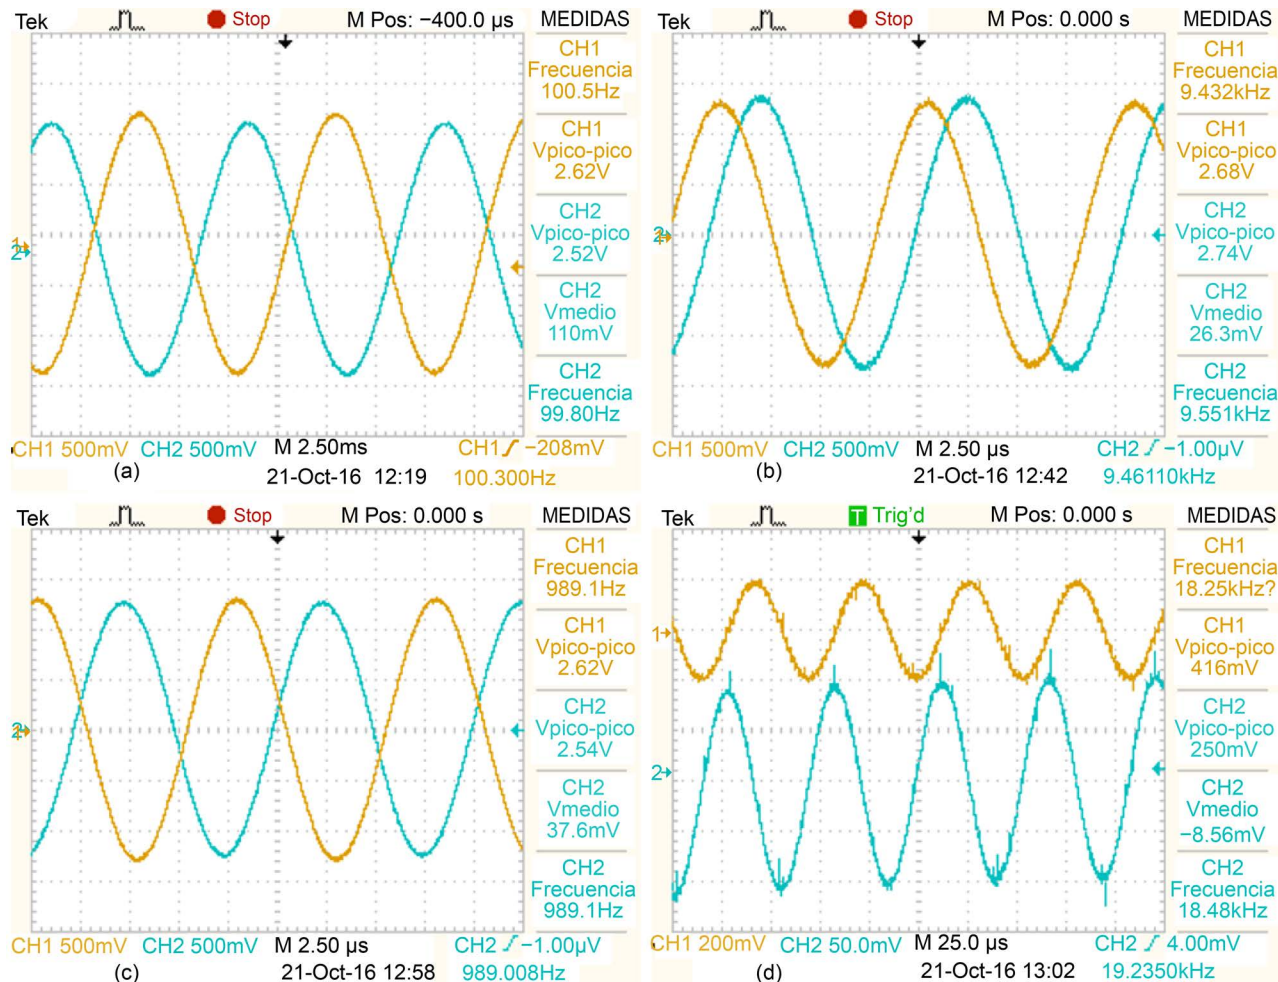 Tek Stop M Pos: −400.0 µs MEDIDAS
CH1
Frecuencia
100.5Hz
CH1
Vpico-pico
2.62V
CH2
Vpico-pico
2.52V
CH2
Vmedio
110mV
CH2
Frecuencia
99.80Hz
1
2
CH1 500mV CH2 500mV M 2.50ms CH1 −208mV
(a) 21-Oct-16 12:19 100.300Hz
Tek Stop M Pos: 0.000 s MEDIDAS
CH1
Frecuencia
9.432kHz
CH1
Vpico-pico
2.68V
CH2
Vpico-pico
2.74V
CH2
Vmedio
26.3mV
CH2
Frecuencia
9.551kHz
2
CH1 500mV CH2 500mV M 2.50 µs CH2 −1.00µV
(b) 21-Oct-16 12:42 9.46110kHz
Tek Stop M Pos: 0.000 s MEDIDAS
CH1
Frecuencia
989.1Hz
CH1
Vpico-pico
2.62V
CH2
Vpico-pico
2.54V
CH2
Vmedio
37.6mV
CH2
Frecuencia
989.1Hz
2
CH1 500mV CH2 500mV M 2.50 µs CH2 −1.00µV
(c) 21-Oct-16 12:58 989.008Hz
Tek T Trig'd M Pos: 0.000 s MEDIDAS
CH1
Frecuencia
18.25kHz?
CH1
Vpico-pico
416mV
CH2
Vpico-pico
250mV
CH2
Vmedio
−8.56mV
CH2
Frecuencia
18.48kHz
1
2
CH1 200mV CH2 50.0mV M 25.0 µs CH2 4.00mV
(d) 21-Oct-16 13:02 19.2350kHz